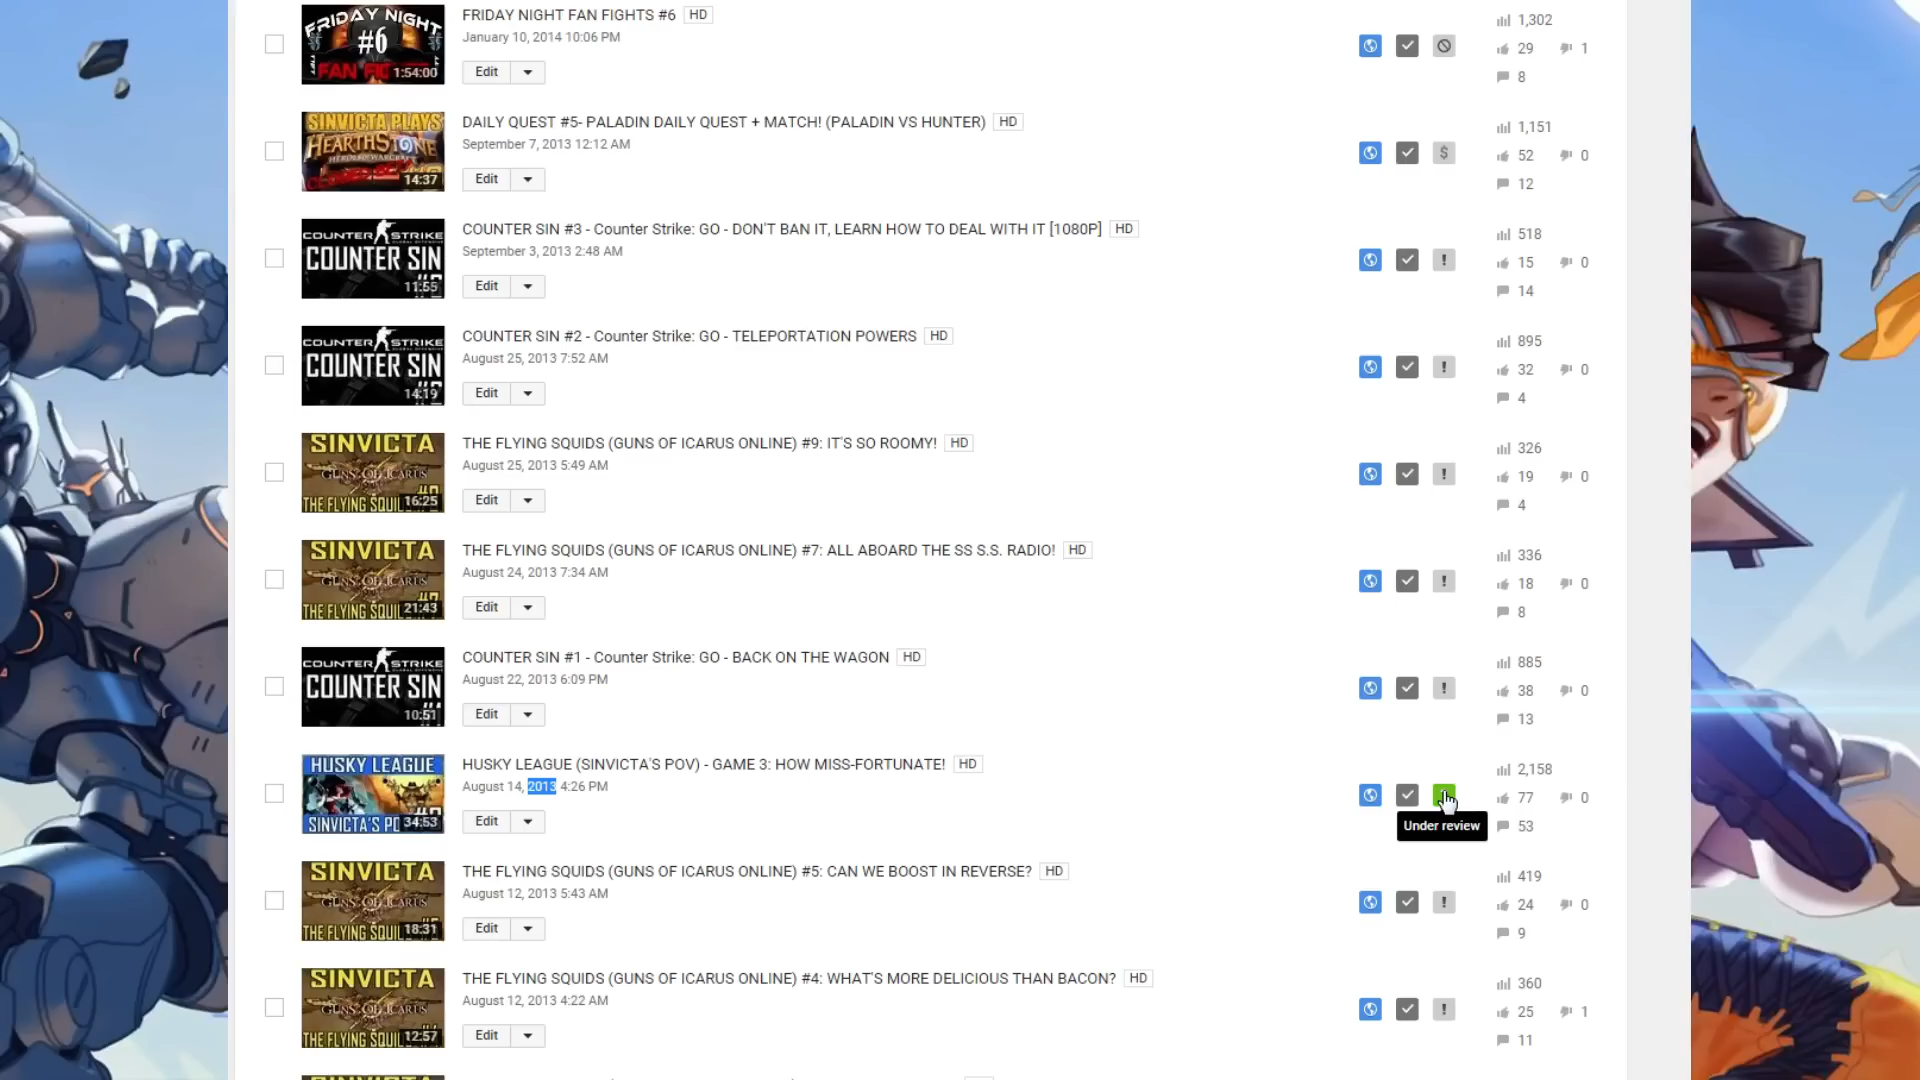 FRIDAY NIGHT
#6
1:54:00
FRIDAY NIGHT FAN FIGHTS #6 HD
January 10, 2014 10:06 PM
Edit
1,302
29 1
8
SINVICTA PLAYS
HEARTHSTONE
14:37
DAILY QUEST #5- PALADIN DAILY QUEST + MATCH! (PALADIN VS HUNTER) HD
September 7, 2013 12:12 AM
Edit
$
1,151
52 0
12
COUNTER STRIKE
COUNTER SIN
11:55
COUNTER SIN #3 - Counter Strike: GO - DON'T BAN IT, LEARN HOW TO DEAL WITH IT [1080P] HD
September 3, 2013 2:48 AM
Edit
!
518
15 0
14
COUNTER STRIKE
COUNTER SIN
14:19
COUNTER SIN #2 - Counter Strike: GO - TELEPORTATION POWERS HD
August 25, 2013 7:52 AM
Edit
!
895
32 0
4
SINVICTA
GUNS OF ICARUS
THE FLYING SQUI
16:25
THE FLYING SQUIDS (GUNS OF ICARUS ONLINE) #9: IT'S SO ROOMY! HD
August 25, 2013 5:49 AM
Edit
!
326
19 0
4
SINVICTA
GUNS OF ICARUS
THE FLYING SQUI
21:43
THE FLYING SQUIDS (GUNS OF ICARUS ONLINE) #7: ALL ABOARD THE SS S.S. RADIO! HD
August 24, 2013 7:34 AM
Edit
!
336
18 0
8
COUNTER STRIKE
COUNTER SIN
10:51
COUNTER SIN #1 - Counter Strike: GO - BACK ON THE WAGON HD
August 22, 2013 6:09 PM
Edit
!
885
38 0
13
HUSKY LEAGUE
SINVICTA'S PO
34:53
HUSKY LEAGUE (SINVICTA'S POV) - GAME 3: HOW MISS-FORTUNATE! HD
August 14, 2013 4:26 PM
Edit
Under review
2,158
77 0
53
SINVICTA
GUNS OF ICARUS
THE FLYING SQUI
18:31
THE FLYING SQUIDS (GUNS OF ICARUS ONLINE) #5: CAN WE BOOST IN REVERSE? HD
August 12, 2013 5:43 AM
Edit
!
419
24 0
9
SINVICTA
GUNS OF ICARUS
THE FLYING SQUI
12:57
THE FLYING SQUIDS (GUNS OF ICARUS ONLINE) #4: WHAT'S MORE DELICIOUS THAN BACON? HD
August 12, 2013 4:22 AM
Edit
!
360
25 1
11